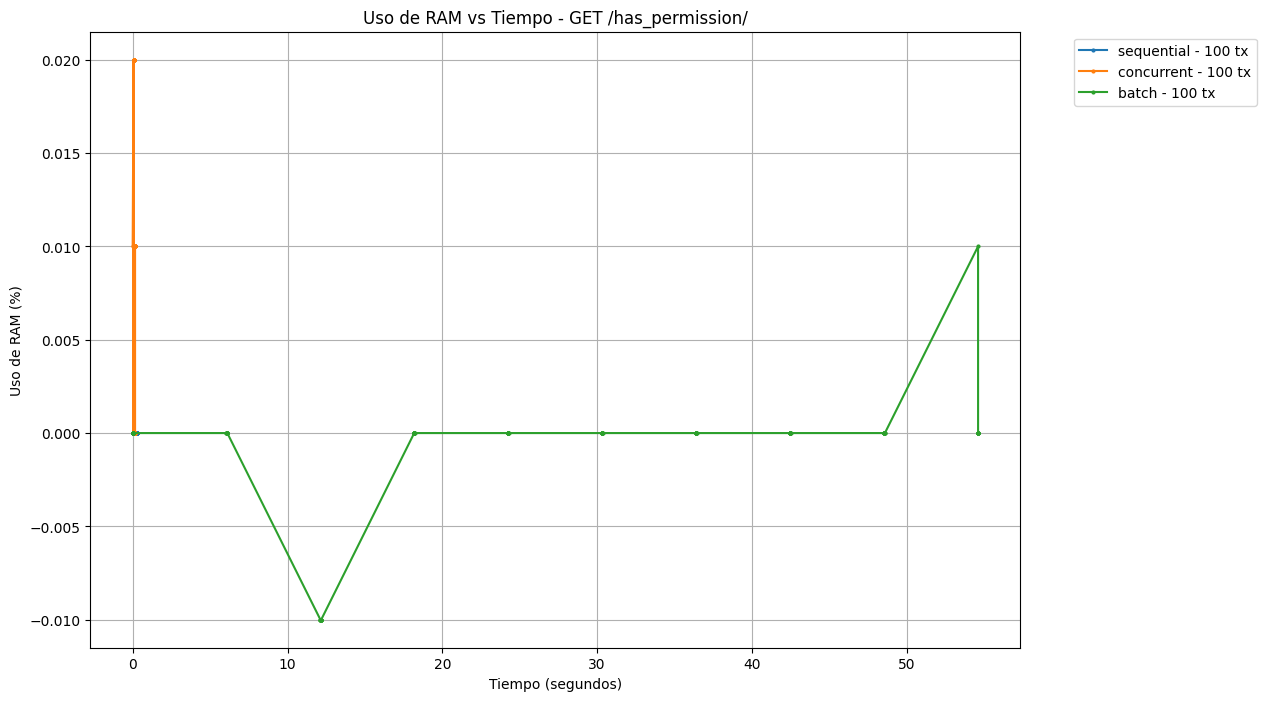 Uso de RAM vs Tiempo - GET /has_permission/
sequential - 100 tx
concurrent - 100 tx
batch - 100 tx
Uso de RAM (%)
0.020
0.015
0.010
0.005
0.000
−0.005
−0.010
0
10
20
30
40
50
Tiempo (segundos)